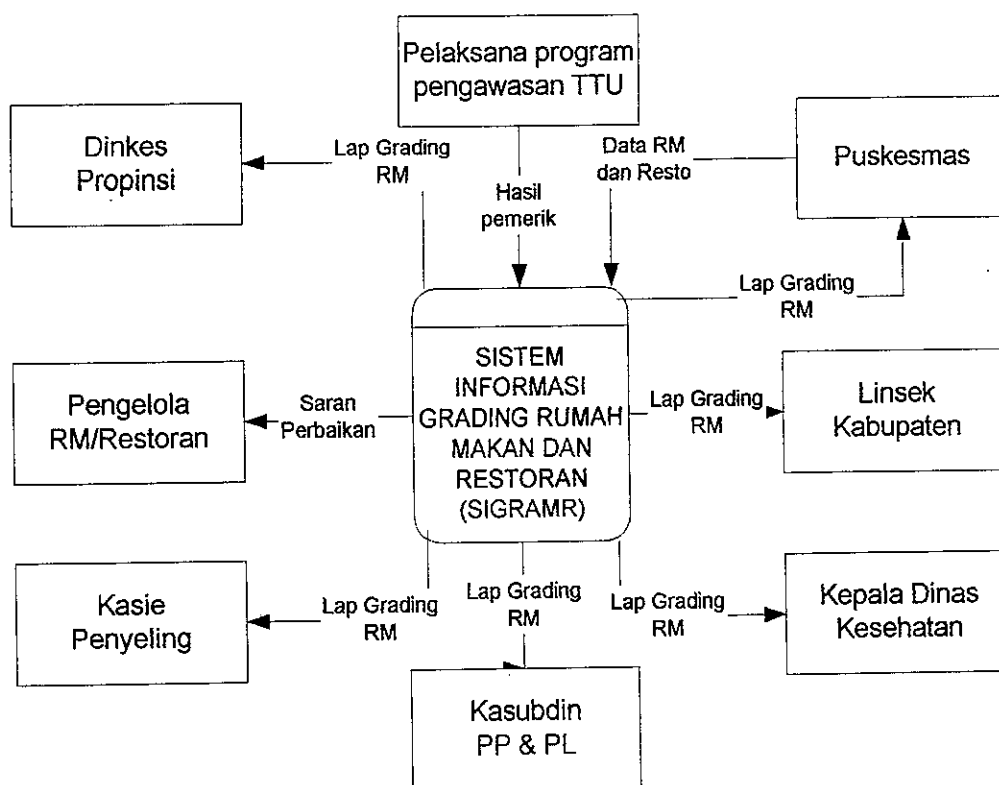 Pelaksana program
pengawasan TTU
Dinkes
Propinsi
Lap Grading
RM
Hasil
pemerik
Data RM
dan Resto
Puskesmas
Lap Grading
RM
SISTEM
INFORMASI
GRADING RUMAH
MAKAN DAN
RESTORAN
(SIGRAMR)
Pengelola
RM/Restoran
Saran
Perbaikan
Lap Grading
RM
Linsek
Kabupaten
Kasie
Penyeling
Lap Grading
RM
Lap Grading
RM
Lap Grading
RM
Kepala Dinas
Kesehatan
Kasubdin
PP & PL